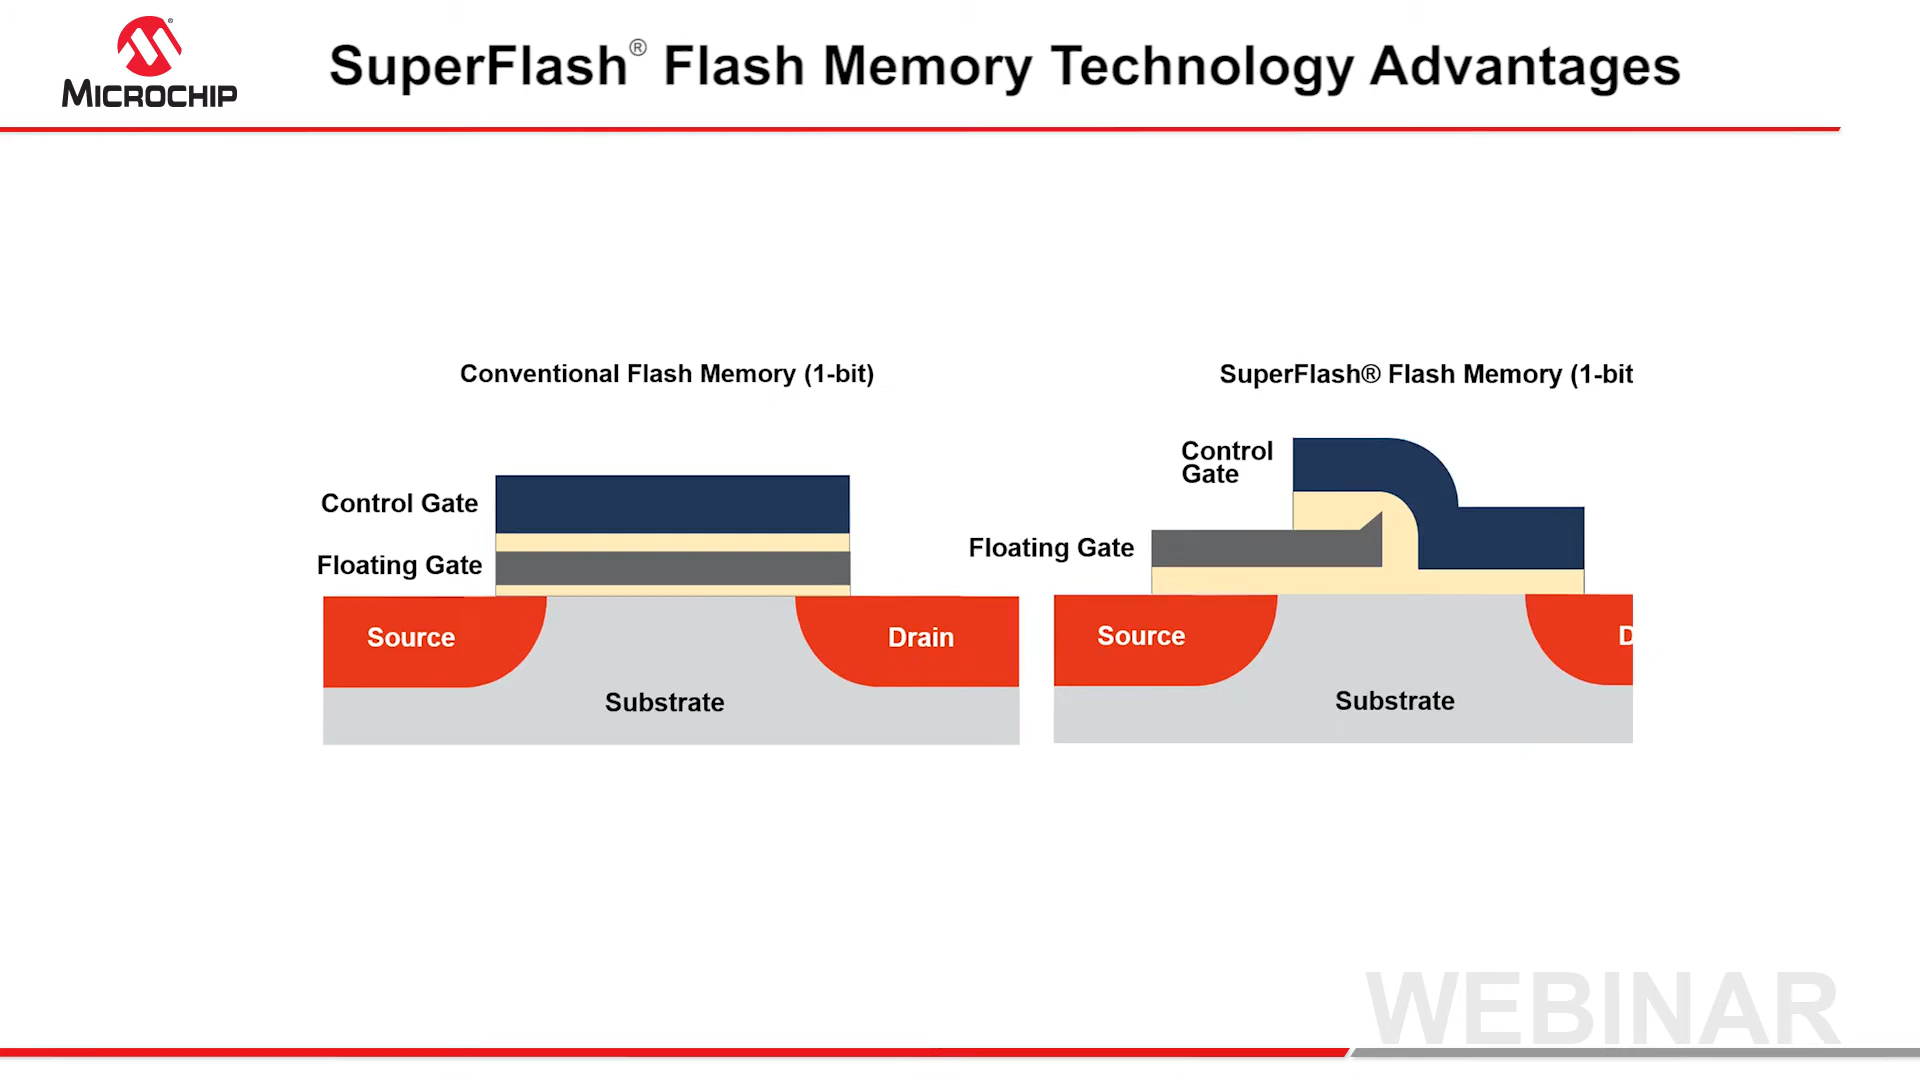 MICROCHIP
SuperFlash® Flash Memory Technology Advantages
Conventional Flash Memory (1-bit)
Control Gate
Floating Gate
Source
Drain
Substrate
SuperFlash® Flash Memory (1-bit
Control
Gate
Floating Gate
Source
D
Substrate
WEBINAR